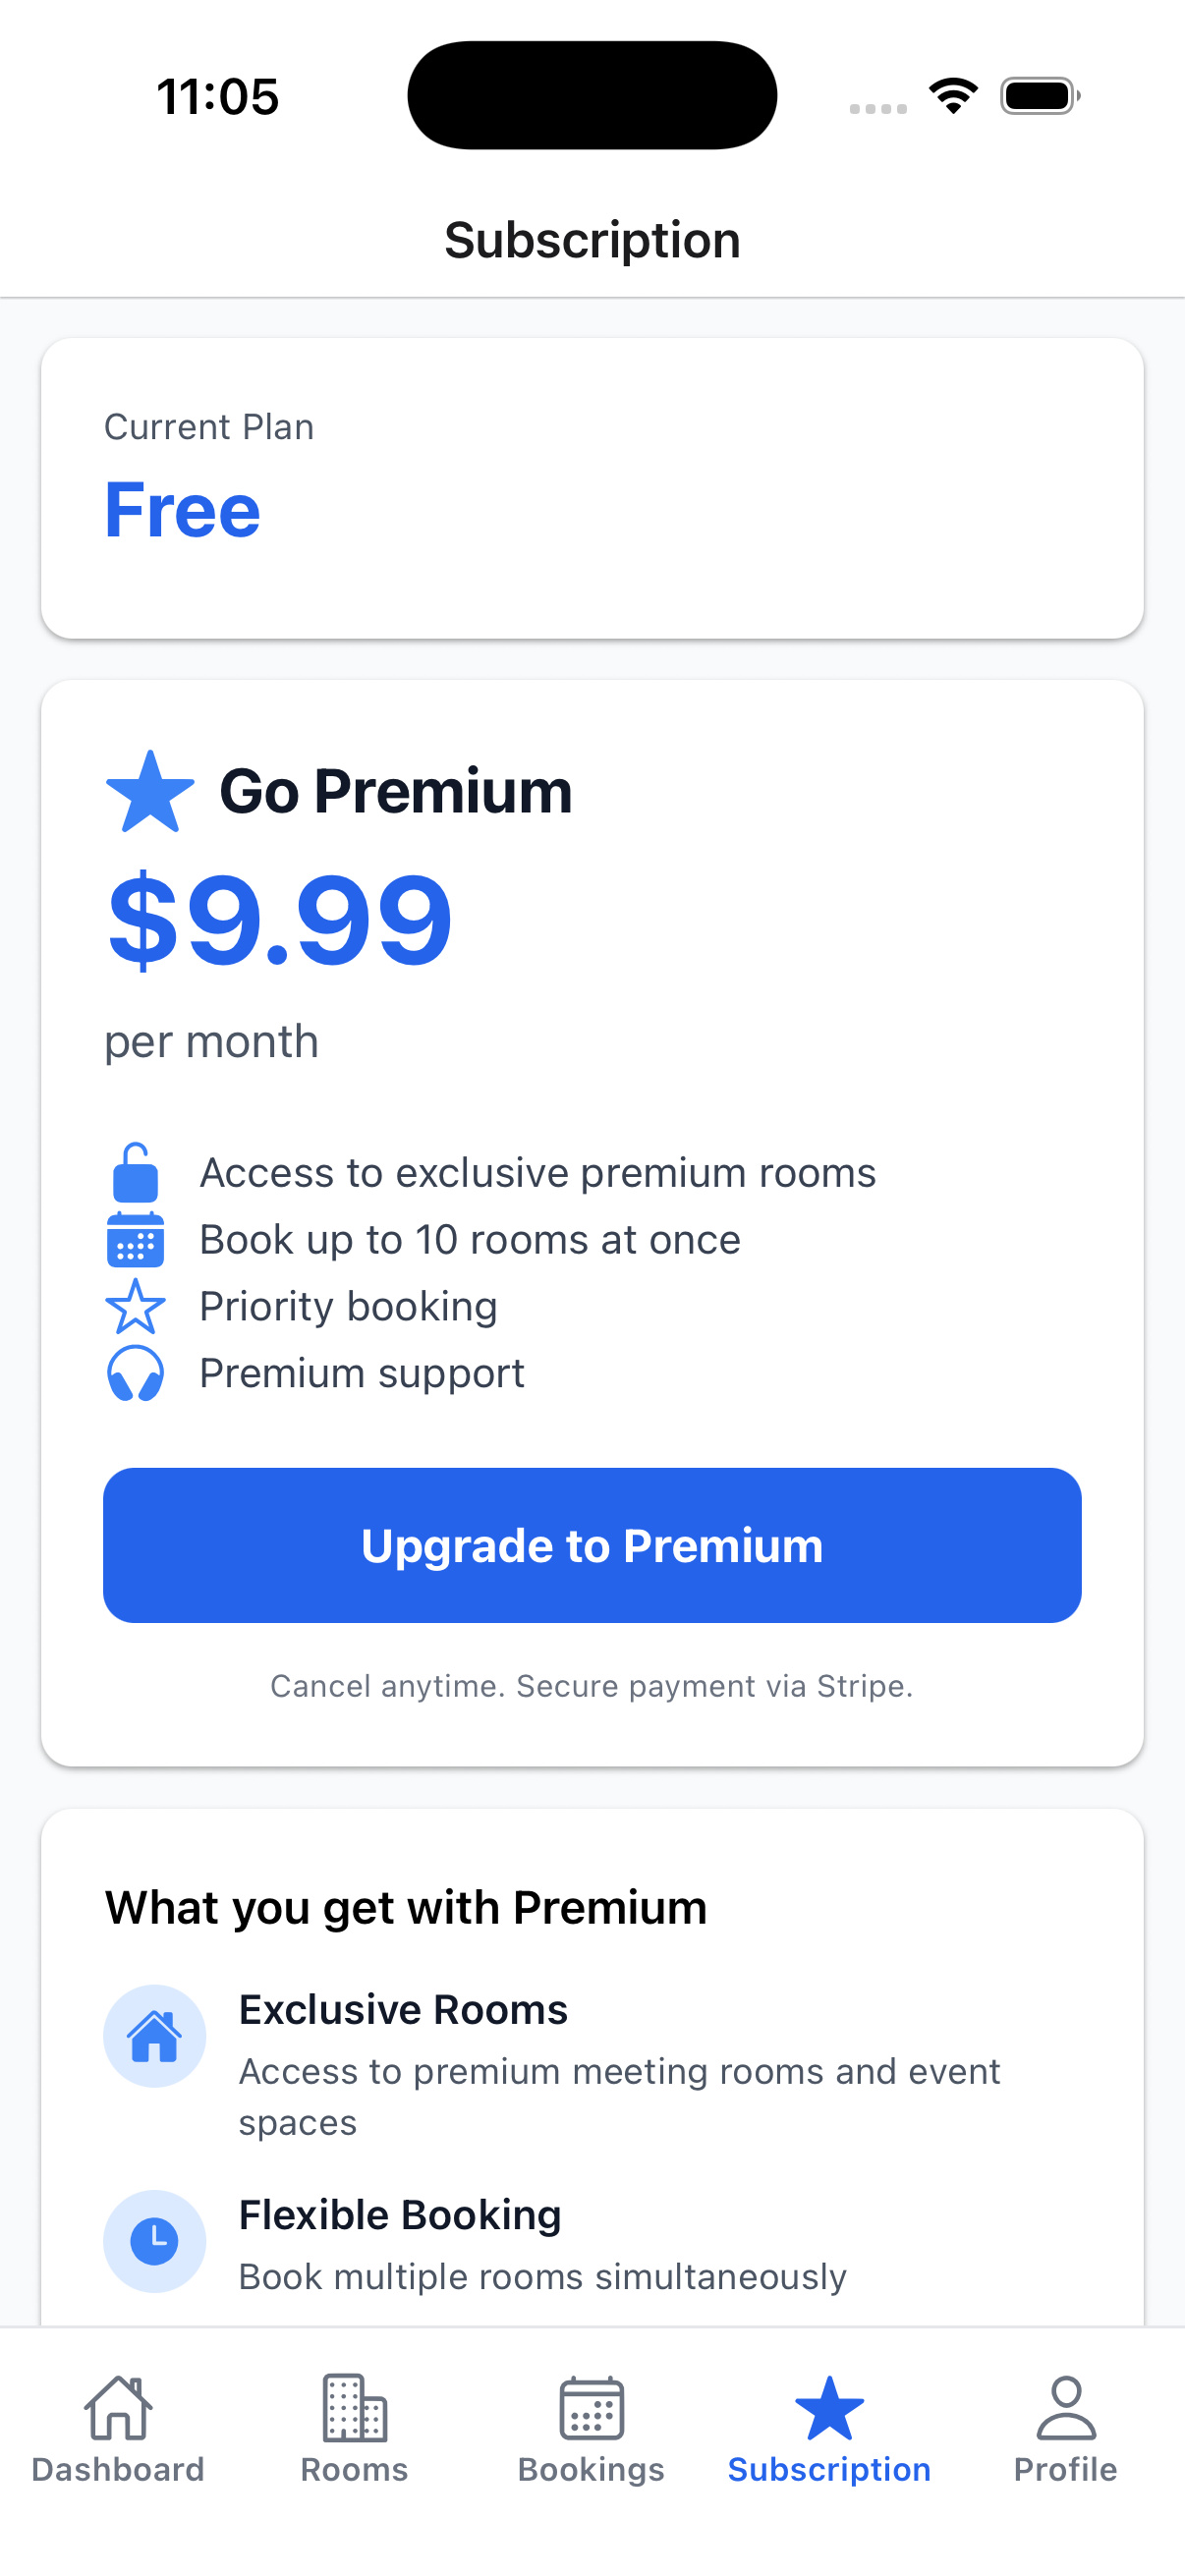 11:05
Subscription
Current Plan
Free
Go Premium
$9.99
per month
Access to exclusive premium rooms
Book up to 10 rooms at once
Priority booking
Premium support
Upgrade to Premium
Cancel anytime. Secure payment via Stripe.
What you get with Premium
Exclusive Rooms
Access to premium meeting rooms and event
spaces
Flexible Booking
Book multiple rooms simultaneously
Dashboard
Rooms
Bookings
Subscription
Profile